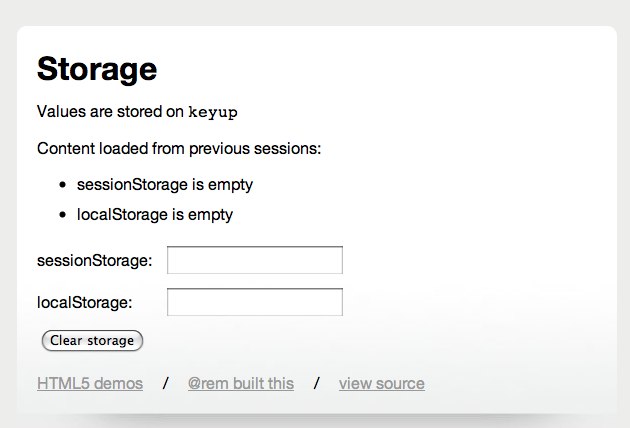 Storage
Values are stored on keyup
Content loaded from previous sessions:
• sessionStorage is empty
• localStorage is empty
sessionStorage:
localStorage:
Clear storage
HTML5 demos / @rem built this / view source